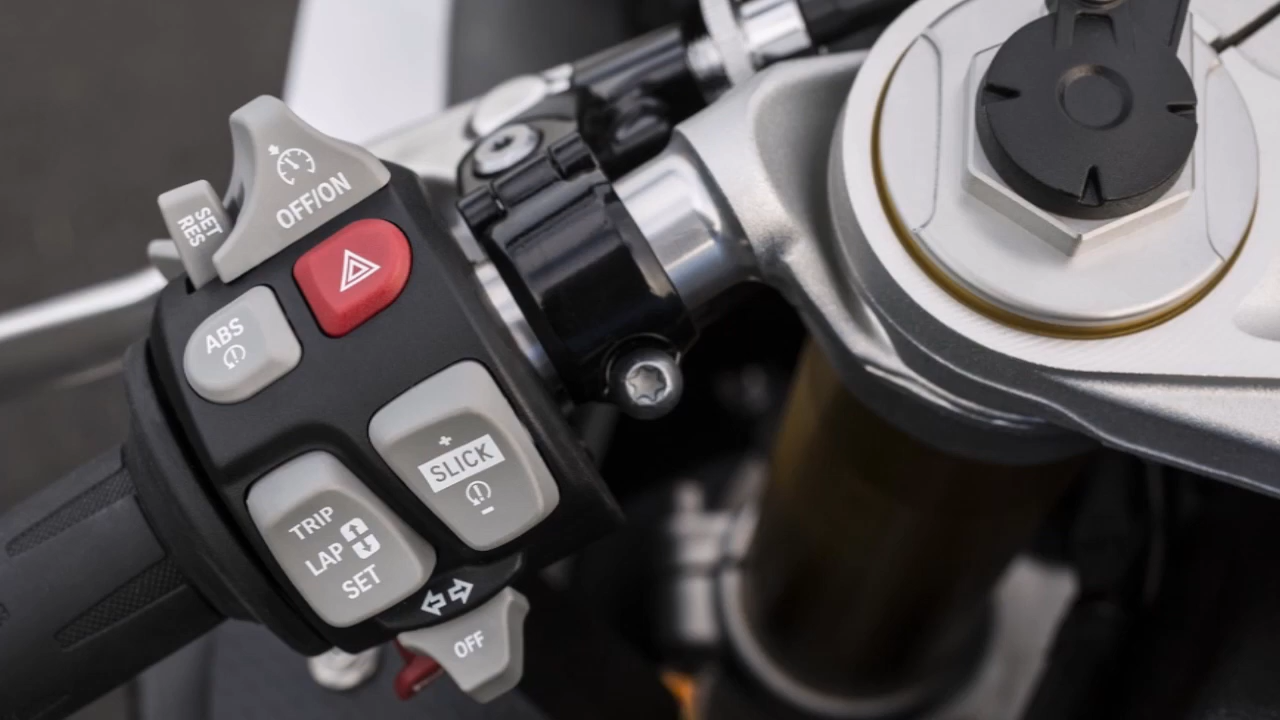 OFF/ON
SET
RES
ABS
+
SLICK
-
TRIP
LAP
SET
OFF